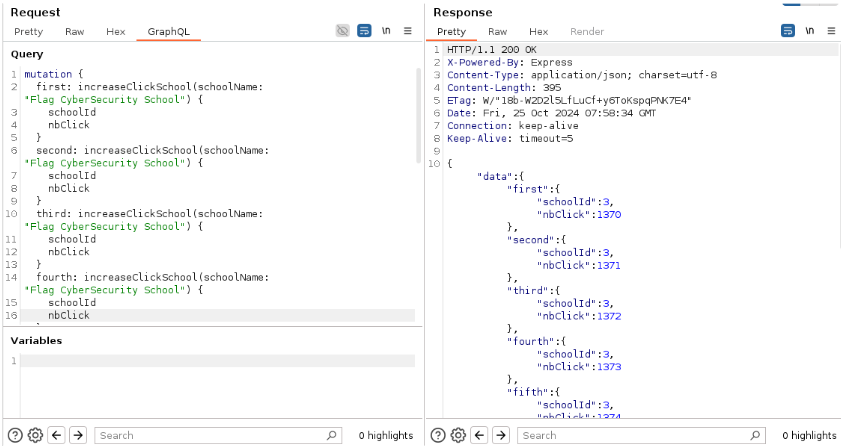 Request
Pretty Raw Hex GraphQL \n
Query
1 mutation {
2 first: increaseClickSchool(schoolName:
"Flag CyberSecurity School") {
3 schoolId
4 nbClick
5 }
6 second: increaseClickSchool(schoolName:
"Flag CyberSecurity School") {
7 schoolId
8 nbClick
9 }
10 third: increaseClickSchool(schoolName:
"Flag CyberSecurity School") {
11 schoolId
12 nbClick
13 }
14 fourth: increaseClickSchool(schoolName:
"Flag CyberSecurity School") {
15 schoolId
16 nbClick
Variables
1
Search 0 highlights
Response
Pretty Raw Hex Render \n
1 HTTP/1.1 200 OK
2 X-Powered-By: Express
3 Content-Type: application/json; charset=utf-8
4 Content-Length: 395
5 ETag: W/"18b-W2D2l5LfLuCf+y6ToKspqPNK7E4"
6 Date: Fri, 25 Oct 2024 07:58:34 GMT
7 Connection: keep-alive
8 Keep-Alive: timeout=5
9
10 {
"data":{
"first":{
"schoolId":3,
"nbClick":1370
},
"second":{
"schoolId":3,
"nbClick":1371
},
"third":{
"schoolId":3,
"nbClick":1372
},
"fourth":{
"schoolId":3,
"nbClick":1373
},
"fifth":{
"schoolId":3,
"nbClick":1374
Search 0 highlights